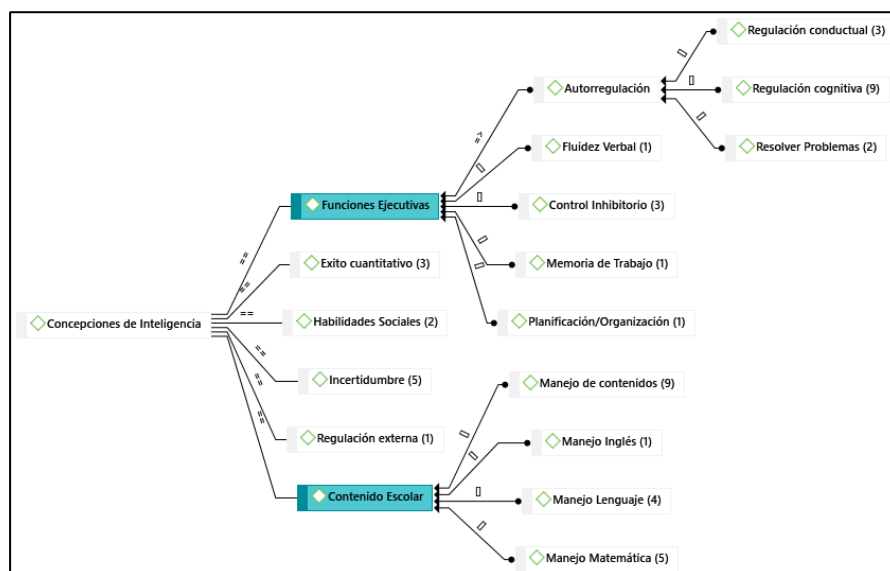 Regulación conductual (3)
Autorregulación
Regulación cognitiva (9)
Fluidez Verbal (1)
Resolver Problemas (2)
Funciones Ejecutivas
Control Inhibitorio (3)
Exito cuantitativo (3)
Memoria de Trabajo (1)
Concepciones de Inteligencia
Habilidades Sociales (2)
Planificación/Organización (1)
Incertidumbre (5)
Manejo de contenidos (9)
Regulación externa (1)
Manejo Inglés (1)
Contenido Escolar
Manejo Lenguaje (4)
Manejo Matemática (5)
=>
[]
[]
[]
[]
[]
[]
[]
==
==
==
==
==
==
[]
[]
[]
[]